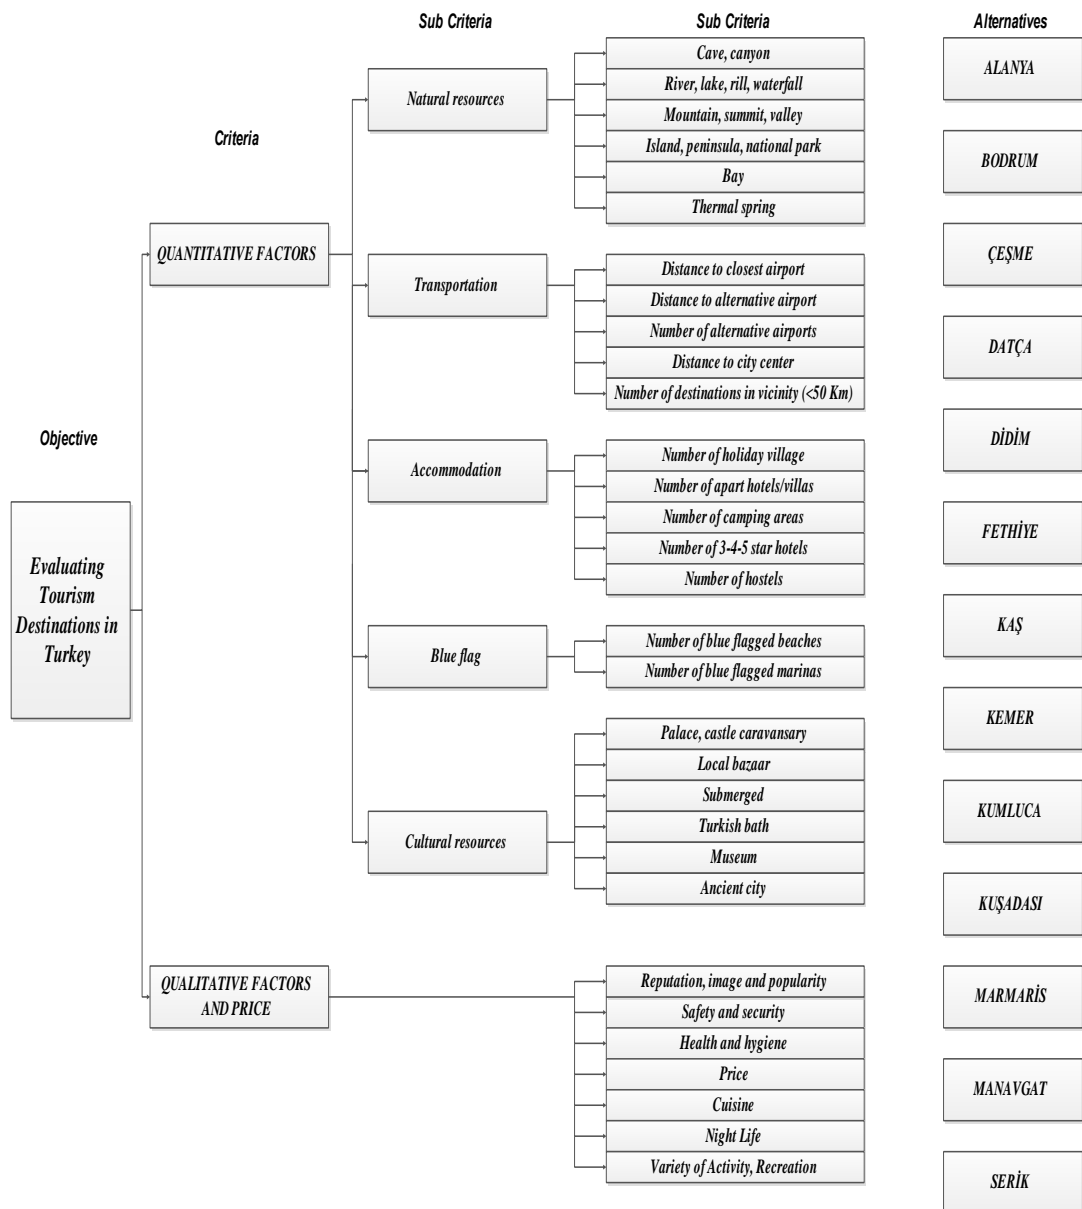 Sub Criteria
Sub Criteria
Alternatives
Criteria
Objective
Evaluating
Tourism
Destinations in
Turkey
QUANTITATIVE FACTORS
Natural resources
Cave, canyon
River, lake, rill, waterfall
Mountain, summit, valley
Island, peninsula, national park
Bay
Thermal spring
Transportation
Distance to closest airport
Distance to alternative airport
Number of alternative airports
Distance to city center
Number of destinations in vicinity (<50 Km)
Accommodation
Number of holiday village
Number of apart hotels/villas
Number of camping areas
Number of 3-4-5 star hotels
Number of hostels
Blue flag
Number of blue flagged beaches
Number of blue flagged marinas
Cultural resources
Palace, castle caravansary
Local bazaar
Submerged
Turkish bath
Museum
Ancient city
QUALITATIVE FACTORS
AND PRICE
Reputation, image and popularity
Safety and security
Health and hygiene
Price
Cuisine
Night Life
Variety of Activity, Recreation
ALANYA
BODRUM
ÇEŞME
DATÇA
DİDİM
FETHİYE
KAŞ
KEMER
KUMLUCA
KUŞADASI
MARMARİS
MANAVGAT
SERİK